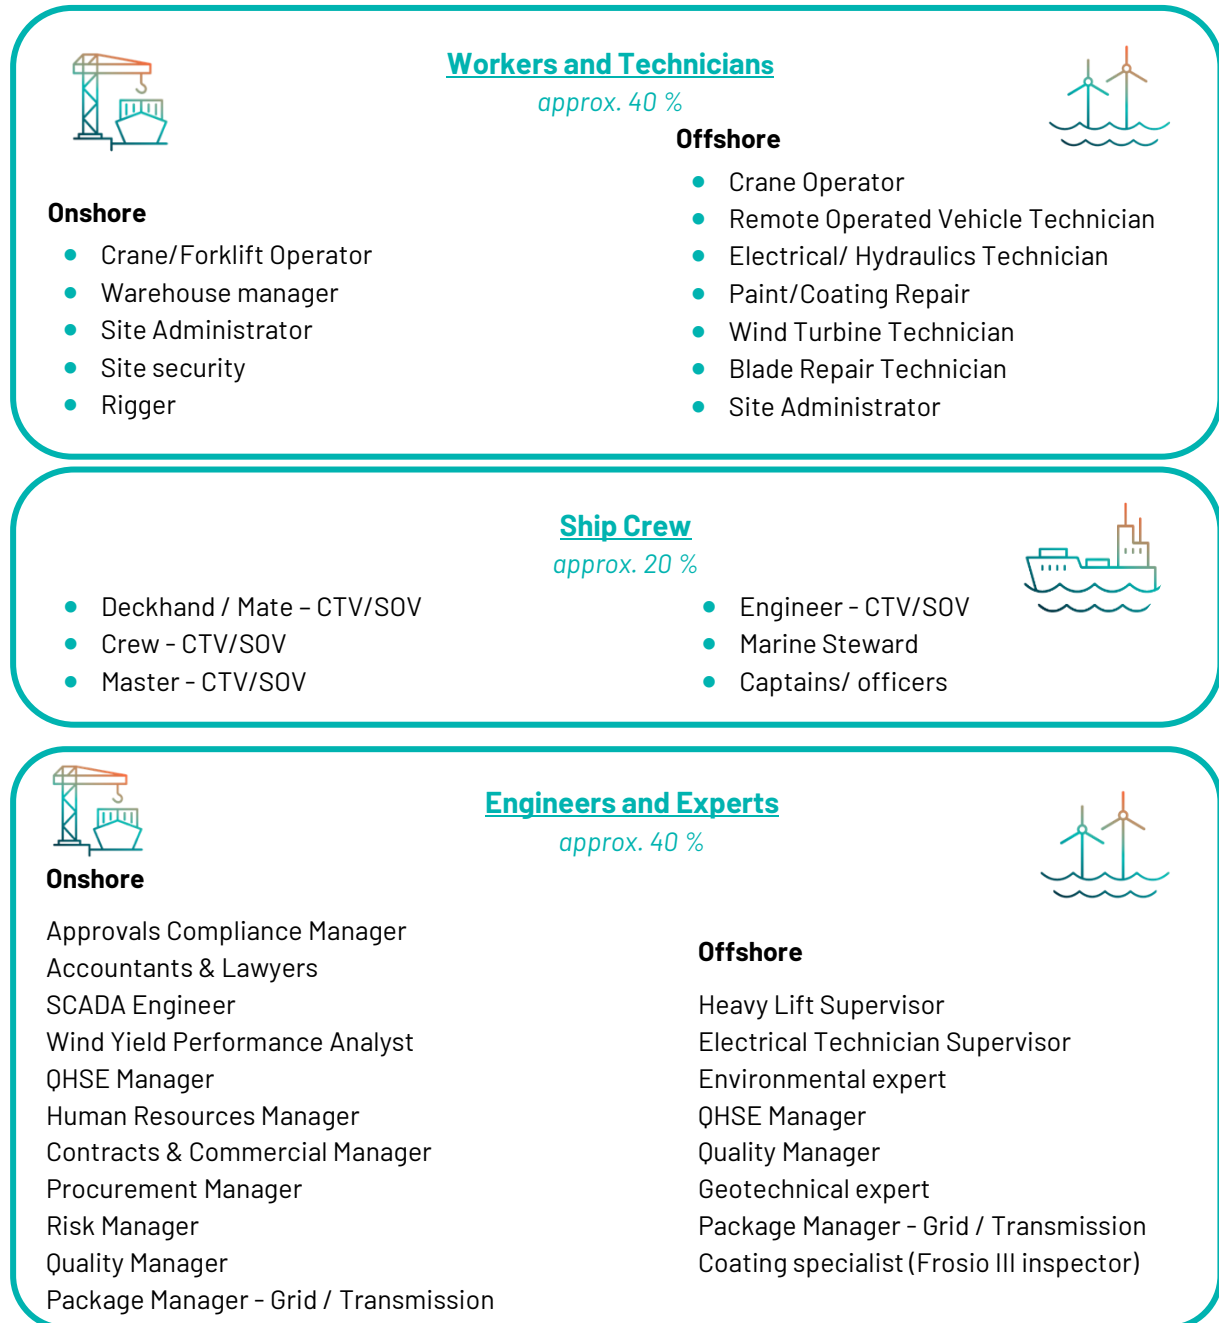 Workers and Technicians
approx. 40 %
Onshore
Crane/Forklift Operator
Warehouse manager
Site Administrator
Site security
Rigger
Offshore
Crane Operator
Remote Operated Vehicle Technician
Electrical/ Hydraulics Technician
Paint/Coating Repair
Wind Turbine Technician
Blade Repair Technician
Site Administrator
Ship Crew
approx. 20 %
Deckhand / Mate – CTV/SOV
Crew - CTV/SOV
Master - CTV/SOV
Engineer - CTV/SOV
Marine Steward
Captains/ officers
Engineers and Experts
approx. 40 %
Onshore
Approvals Compliance Manager
Accountants & Lawyers
SCADA Engineer
Wind Yield Performance Analyst
QHSE Manager
Human Resources Manager
Contracts & Commercial Manager
Procurement Manager
Risk Manager
Quality Manager
Package Manager - Grid / Transmission
Offshore
Heavy Lift Supervisor
Electrical Technician Supervisor
Environmental expert
QHSE Manager
Quality Manager
Geotechnical expert
Package Manager - Grid / Transmission
Coating specialist (Frosio III inspector)